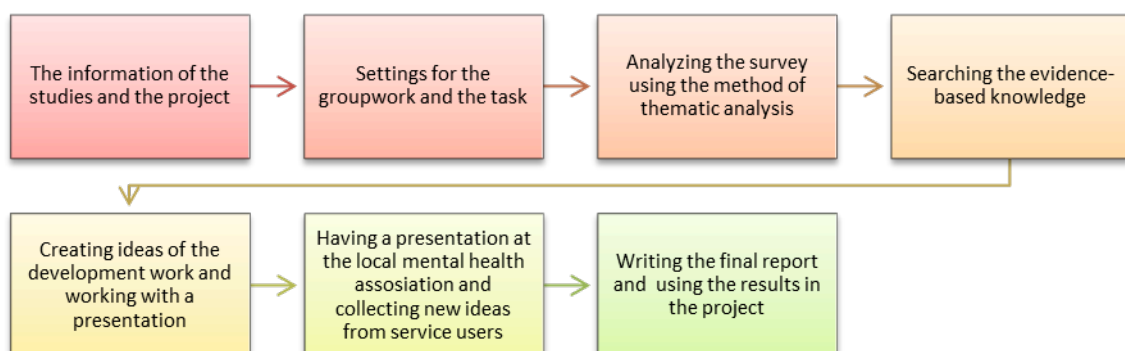 The information of the
studies and the project
Settings for the
groupwork and the task
Analyzing the survey
using the method of
thematic analysis
Searching the evidence-
based knowledge
Creating ideas of the
development work and
working with a
presentation
Having a presentation at
the local mental health
assosiation and
collecting new ideas
from service users
Writing the final report
and using the results in
the project